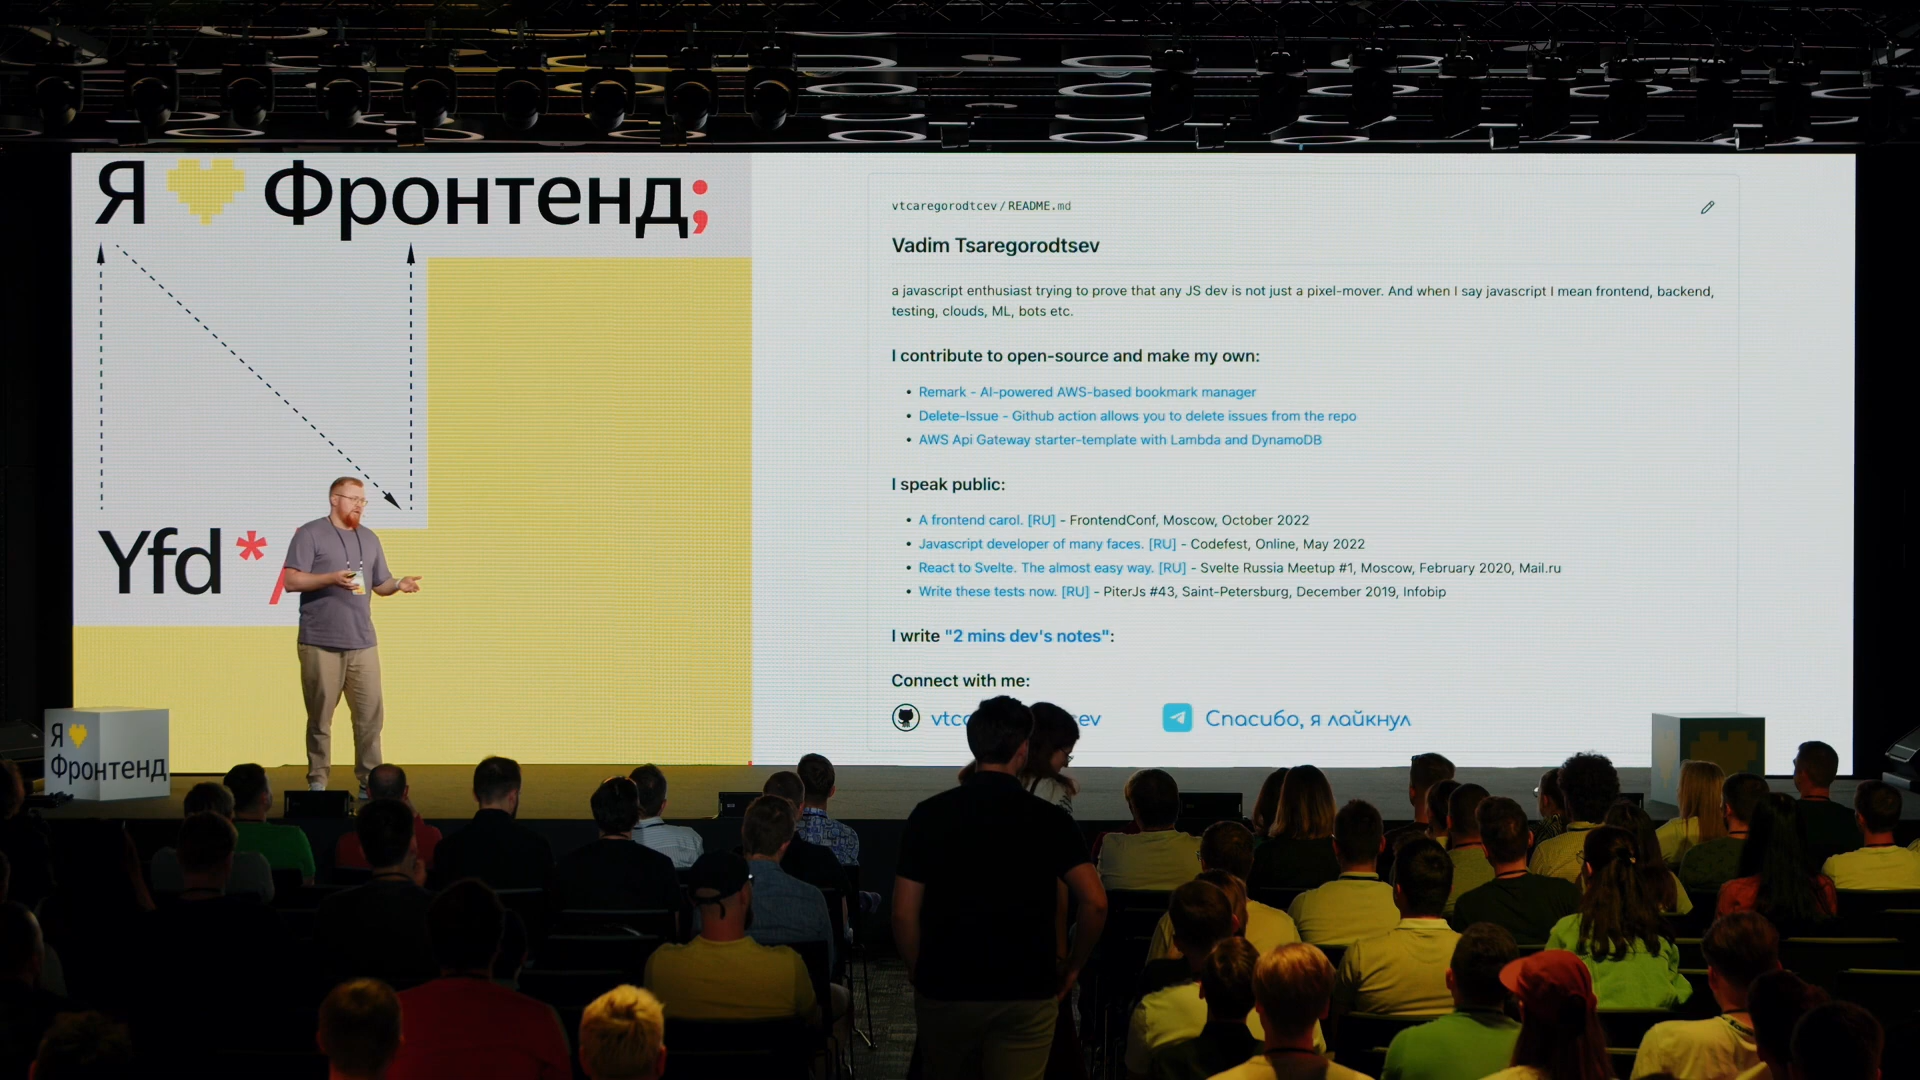 Я Фронтенд;
Yfd */
vtcaregorodtcev/README.md
Vadim Tsaregorodtsev
a javascript enthusiast trying to prove that any JS dev is not just a pixel-mover. And when I say javascript I mean frontend, backend,
testing, clouds, ML, bots etc.
I contribute to open-source and make my own:
• Remark - AI-powered AWS-based bookmark manager
• Delete-Issue - Github action allows you to delete issues from the repo
• AWS Api Gateway starter-template with Lambda and DynamoDB
I speak public:
• A frontend carol. [RU] - FrontendConf, Moscow, October 2022
• Javascript developer of many faces. [RU] - Codefest, Online, May 2022
• React to Svelte. The almost easy way. [RU] - Svelte Russia Meetup #1, Moscow, February 2020, Mail.ru
• Write these tests now. [RU] - PiterJs #43, Saint-Petersburg, December 2019, Infobip
I write "2 mins dev's notes":
Connect with me:
Спасибо, я лайкнул
Я
Фронтенд